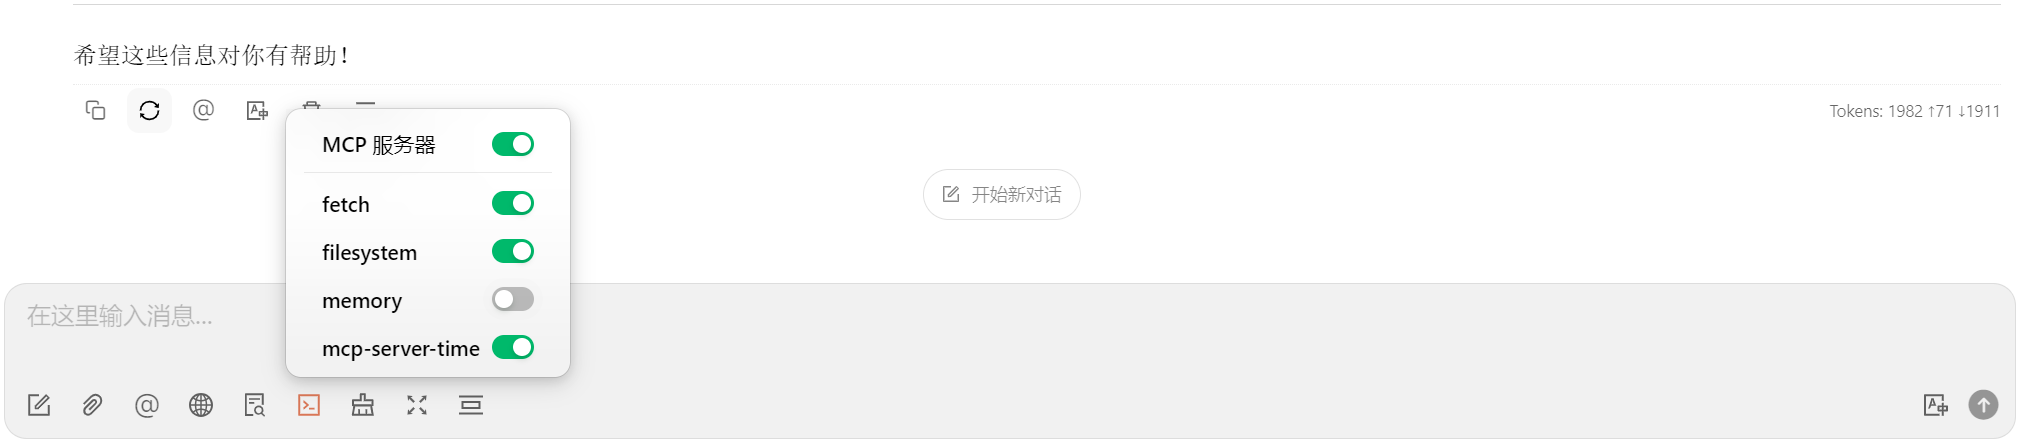 希望这些信息对你有帮助！
Tokens: 1982 ↑71 ↓1911
MCP 服务器
fetch
filesystem
memory
mcp-server-time
开始新对话
在这里输入消息...